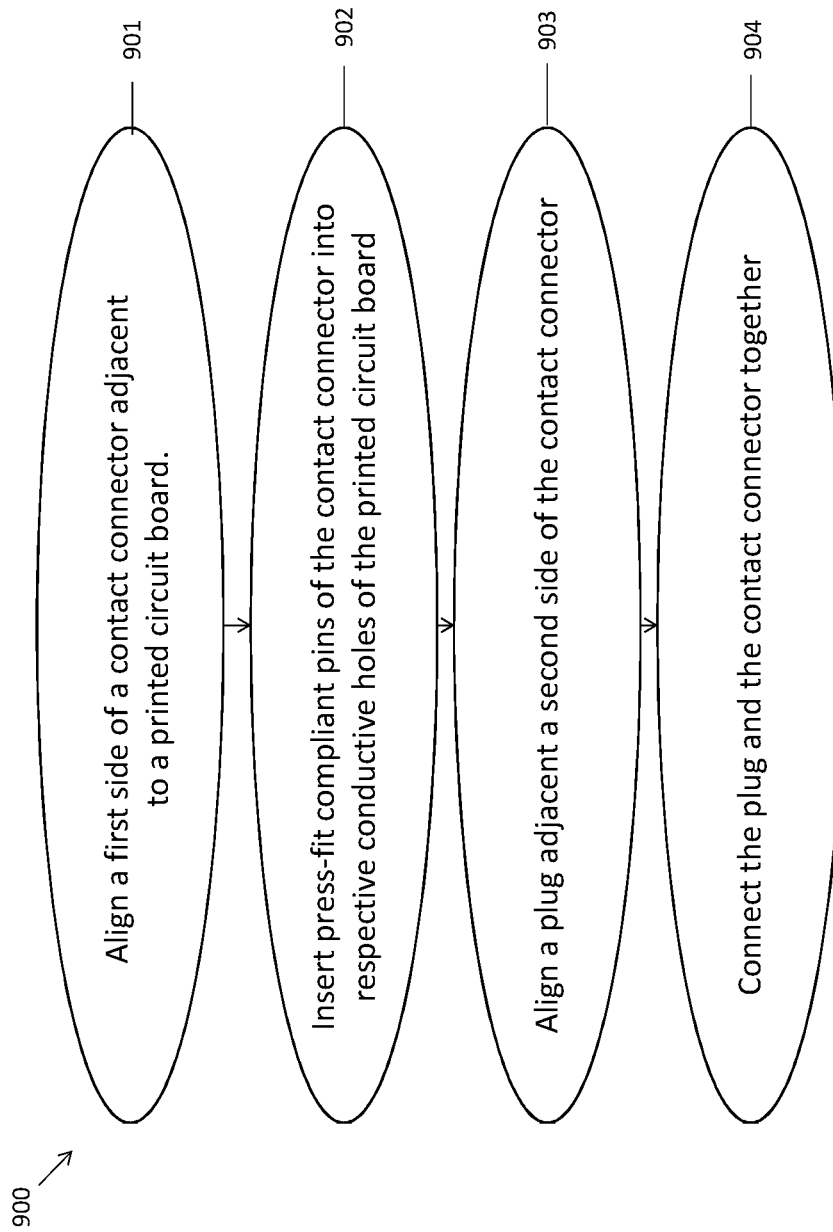 900
Align a first side of a contact connector adjacent
to a printed circuit board.
901
Insert press-fit compliant pins of the contact connector into
respective conductive holes of the printed circuit board
902
Align a plug adjacent a second side of the contact connector
903
Connect the plug and the contact connector together
904